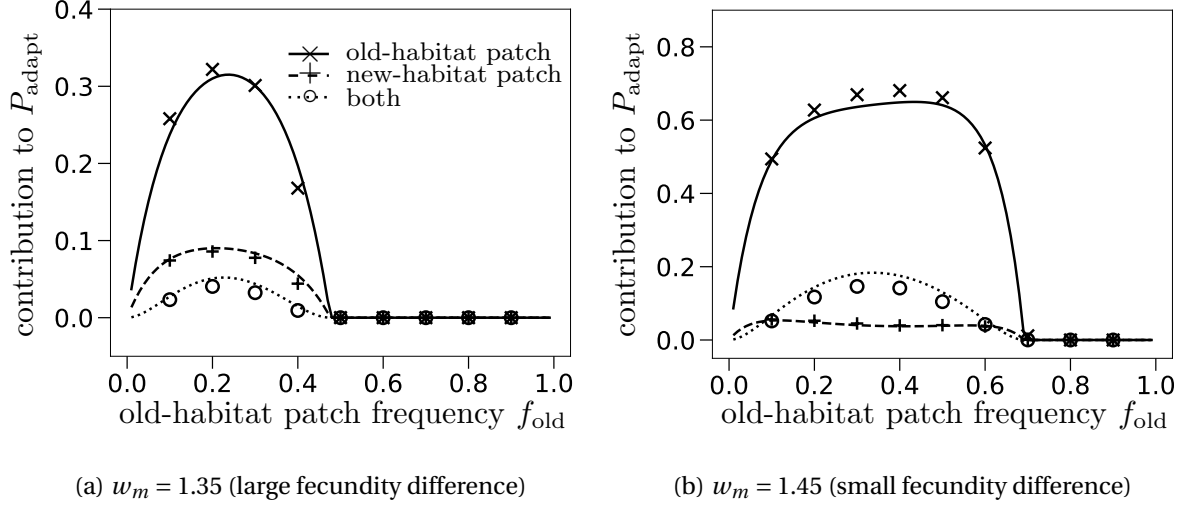 0.4
0.3
0.2
0.1
0.0
contribution to P_adapt
old-habitat patch
new-habitat patch
both
0.0 0.2 0.4 0.6 0.8 1.0
old-habitat patch frequency f_old
(a) w_m = 1.35 (large fecundity difference)
0.8
0.6
0.4
0.2
0.0
contribution to P_adapt
0.0 0.2 0.4 0.6 0.8 1.0
old-habitat patch frequency f_old
(b) w_m = 1.45 (small fecundity difference)